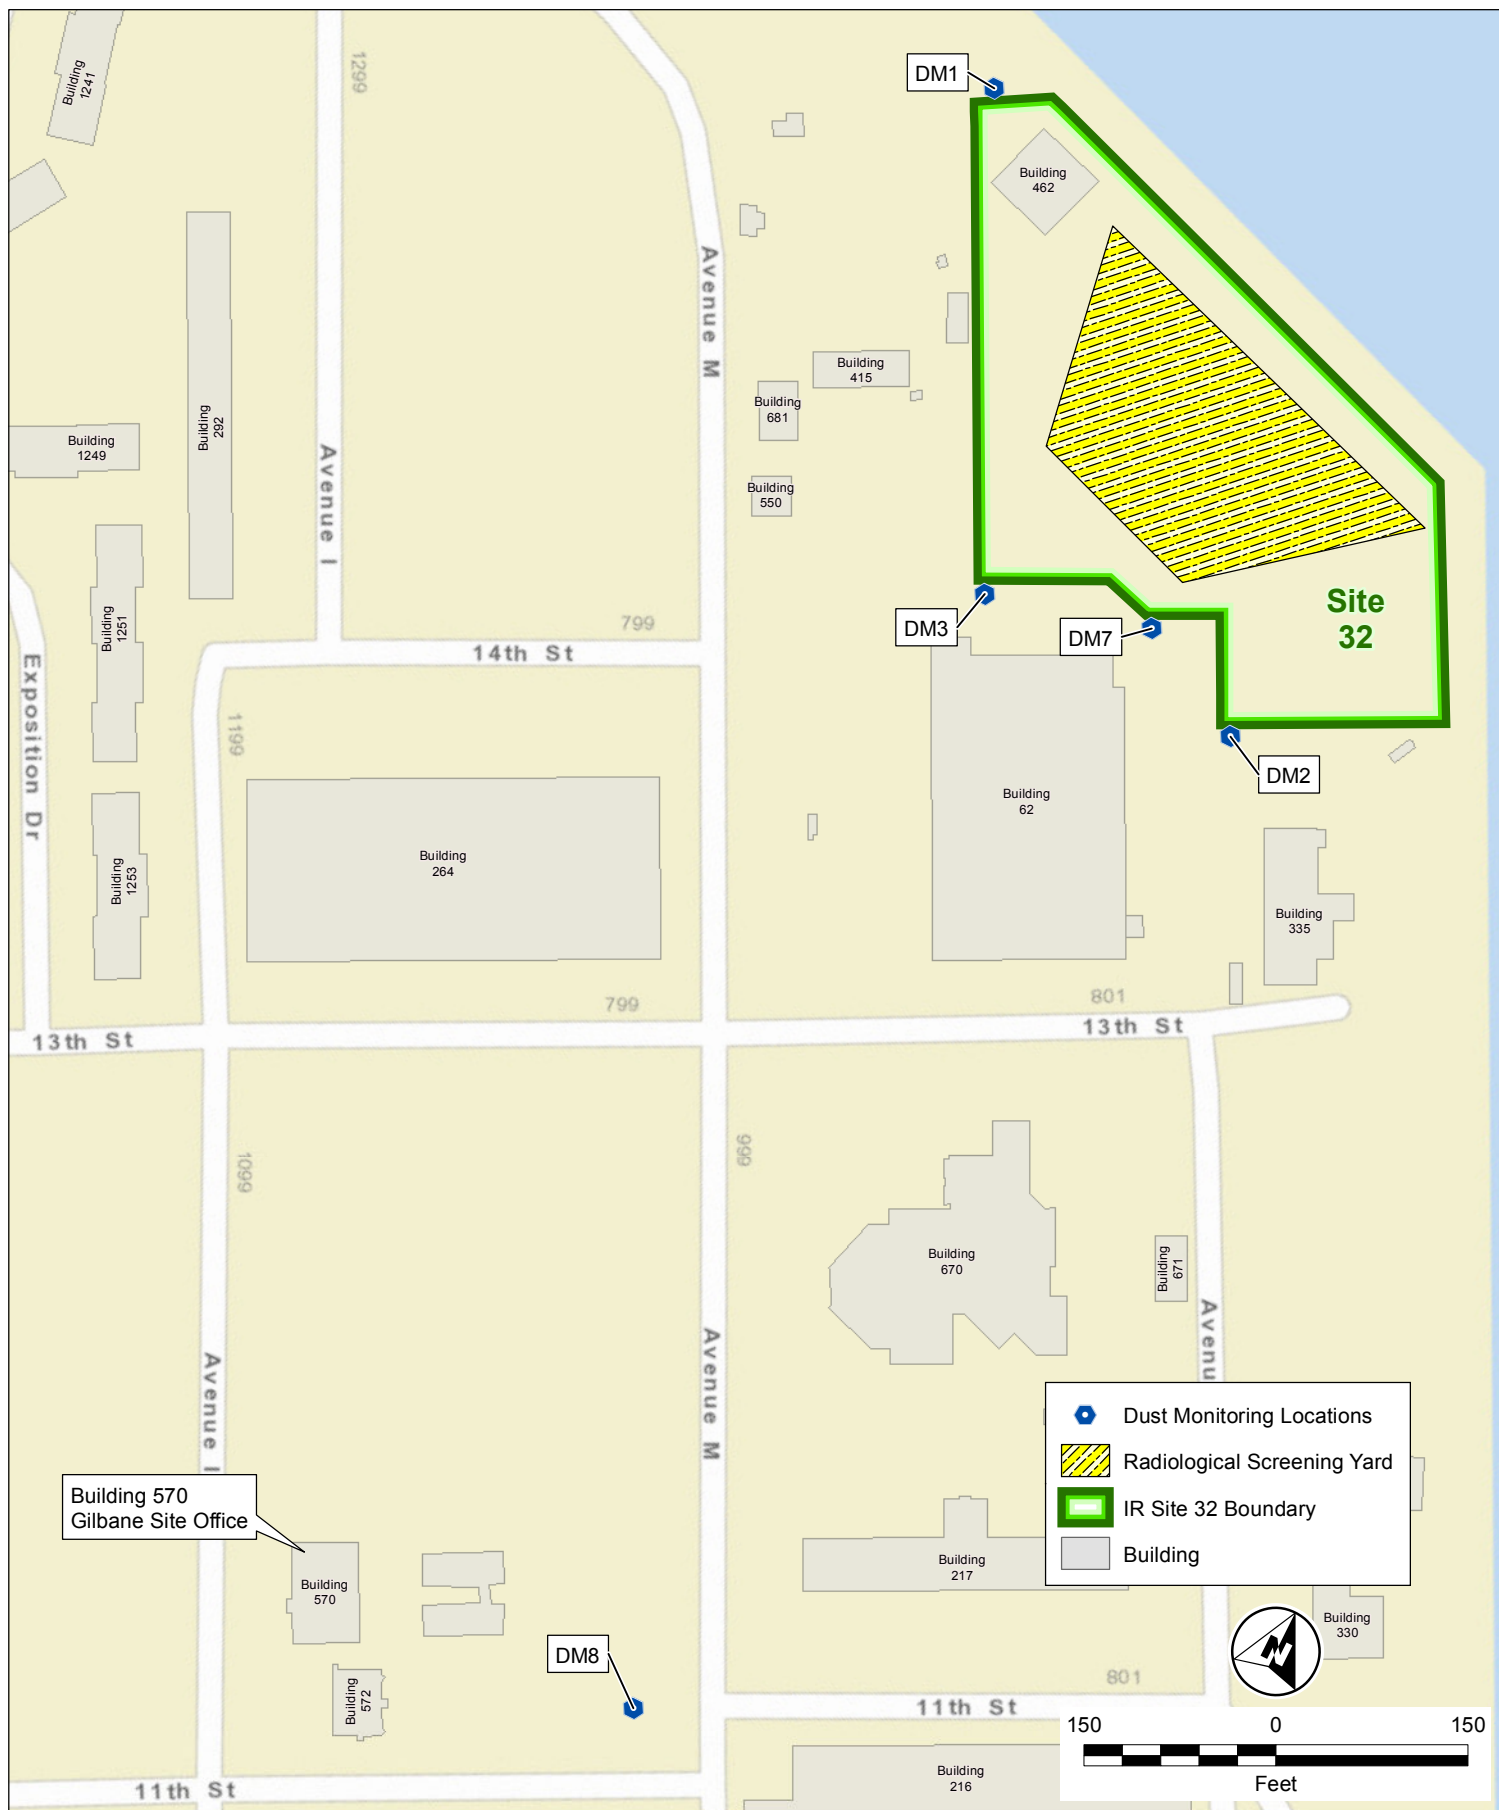 Building
1241
1299
DM1
Building
462
Avenue M
Building
292
Building
415
Building
681
Building
1249
Avenue I
Building
550
Building
1251
Site
32
799
DM3
DM7
14th St
Exposition Dr
1199
DM2
Building
62
Building
264
Building
1253
Building
335
799
801
13th St
13th St
1099
999
Building
670
Building
671
Avenue I
Avenue M
Avenu
Dust Monitoring Locations
Radiological Screening Yard
IR Site 32 Boundary
Building
Building 570
Gilbane Site Office
Building
570
Building
217
Building
330
N
DM8
Building
572
801
11th St
11th St
Building
216
150 0 150
Feet